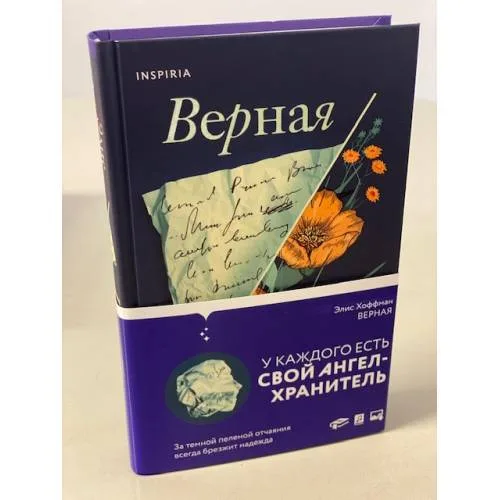 INSPIRIA
Верная
Элис Хоффман
ВЕРНАЯ
У КАЖДОГО ЕСТЬ
СВОЙ АНГЕЛ-
ХРАНИТЕЛЬ
За темной пеленой отчаяния
всегда брезжит надежда